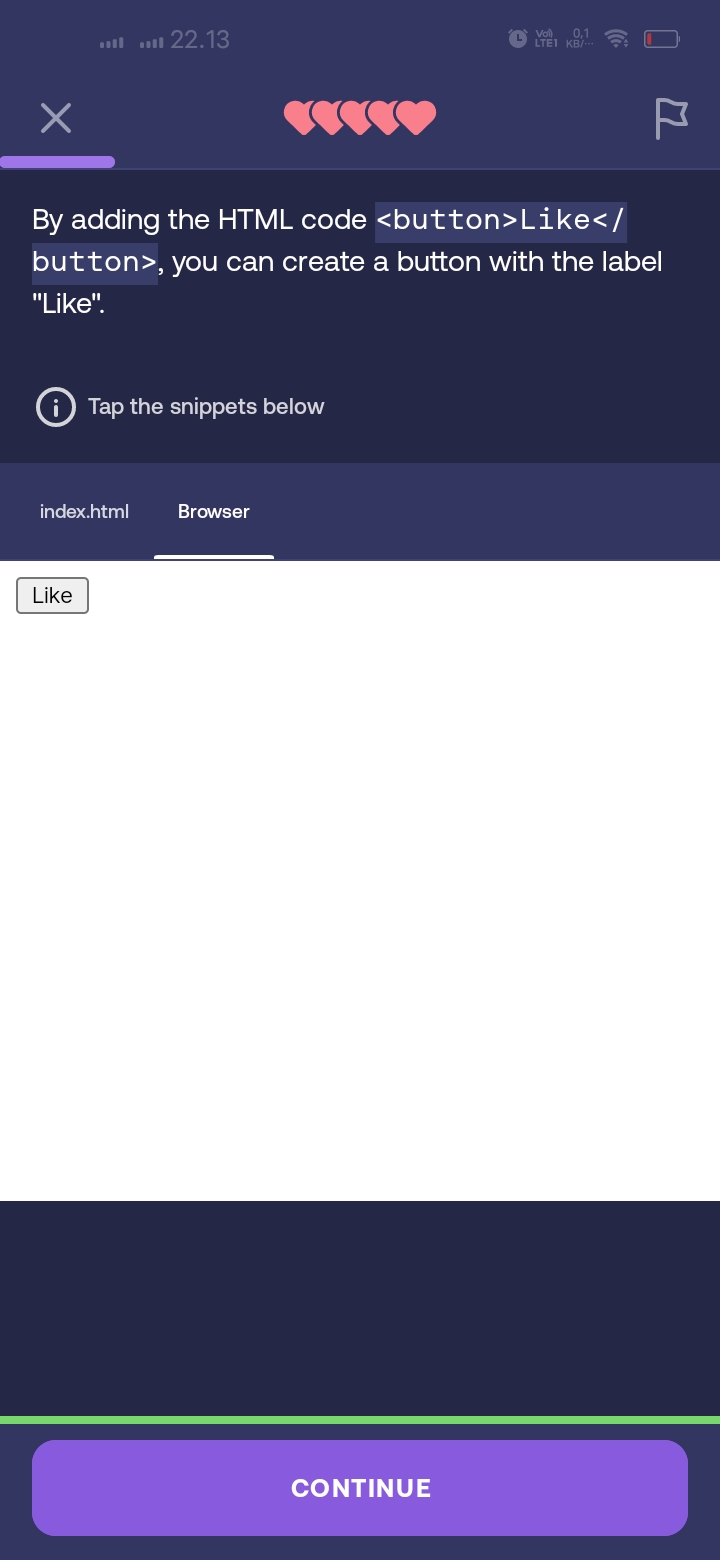 22.13
Vo) LTE1
0,1 KB/···
By adding the HTML code <button>Like</
button>, you can create a button with the label
"Like".
Tap the snippets below
index.html
Browser
Like
CONTINUE